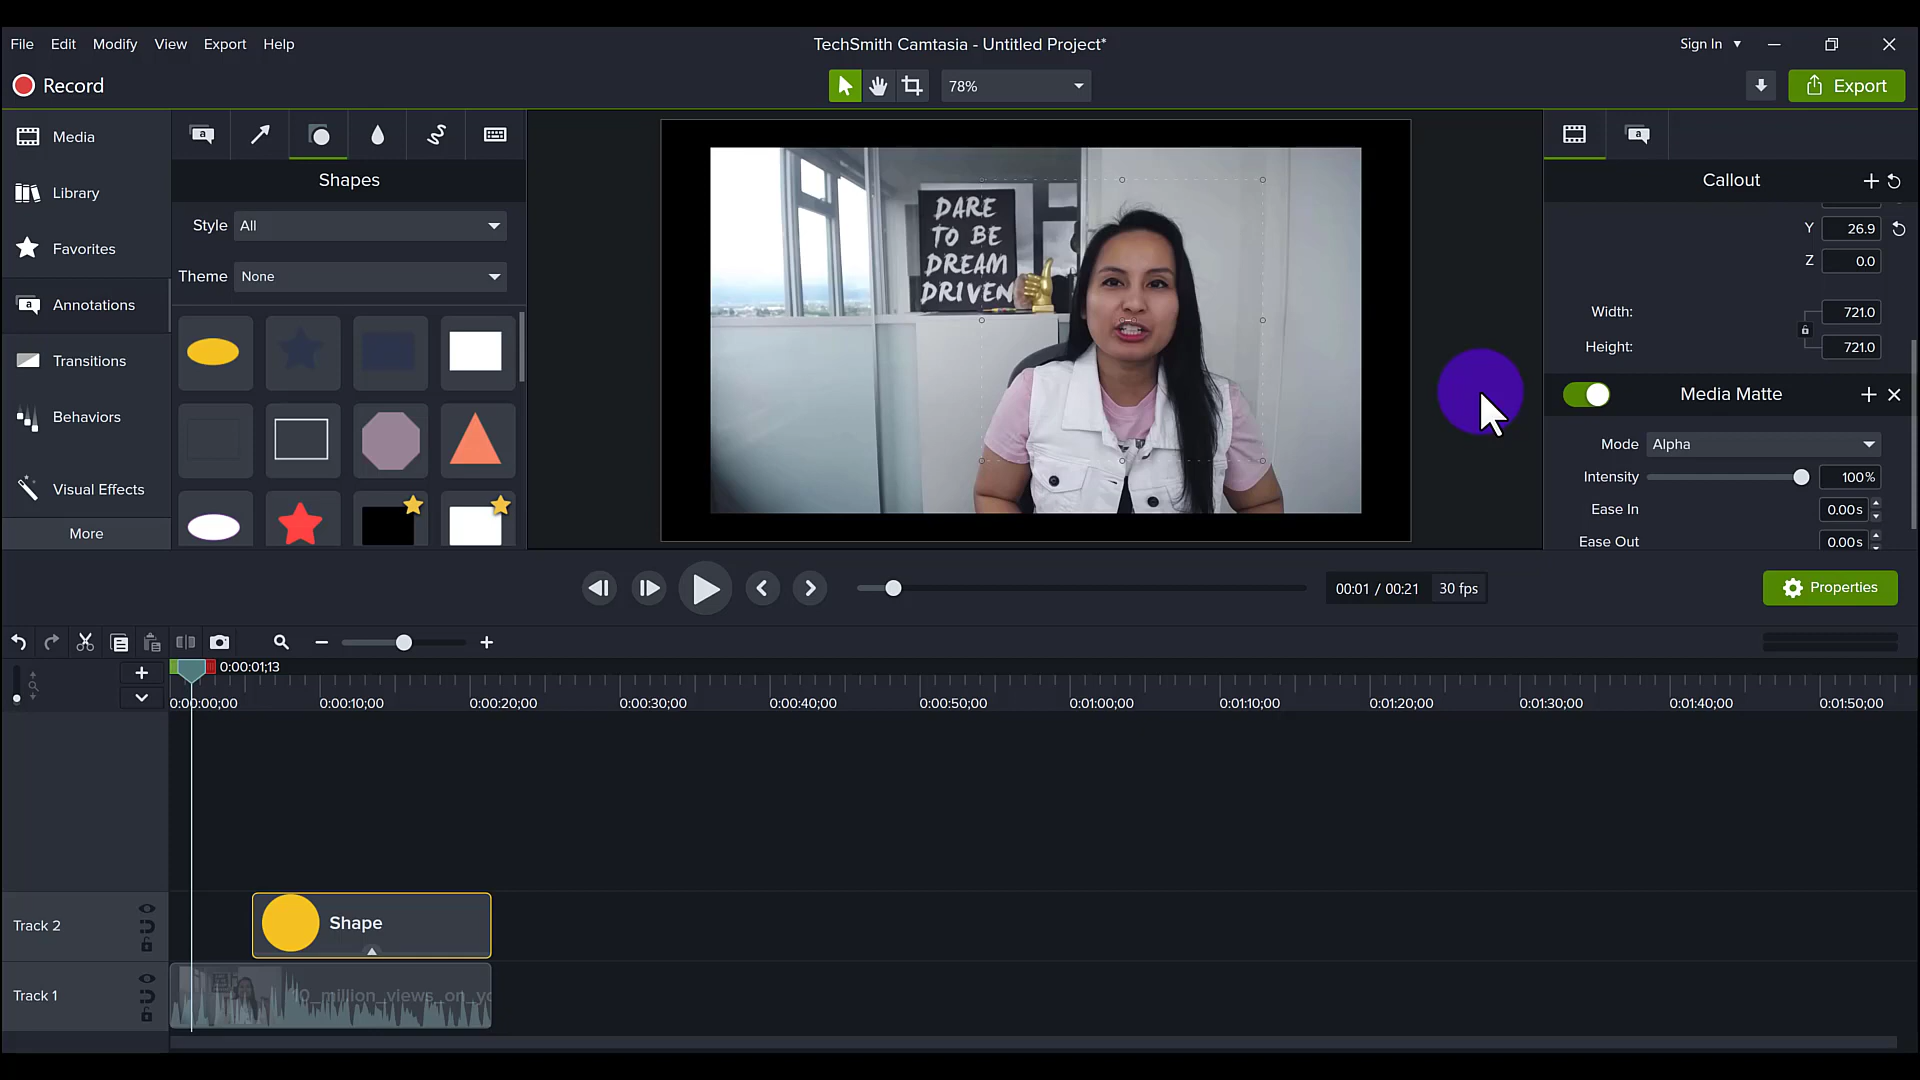 File Edit Modify View Export Help
TechSmith Camtasia - Untitled Project*
Sign In
Record
78%
Export
Media
Library
Favorites
Annotations
Transitions
Behaviors
Visual Effects
More
a
Shapes
Style All
Theme None
DARE
TO BE
DREAM
DRIVEN
a
Callout
Y 26.9
Z 0.0
Width: 721.0
Height: 721.0
Media Matte
Mode Alpha
Intensity 100%
Ease In 0.00s
Ease Out 0.00s
00:01 / 00:21 30 fps
Properties
0:00:01;13
0:00:00;00 0:00:10;00 0:00:20;00 0:00:30;00 0:00:40;00 0:00:50;00 0:01:00;00 0:01:10;00 0:01:20;00 0:01:30;00 0:01:40;00 0:01:50;00
Track 2
Shape
Track 1
_million_views_on_yo